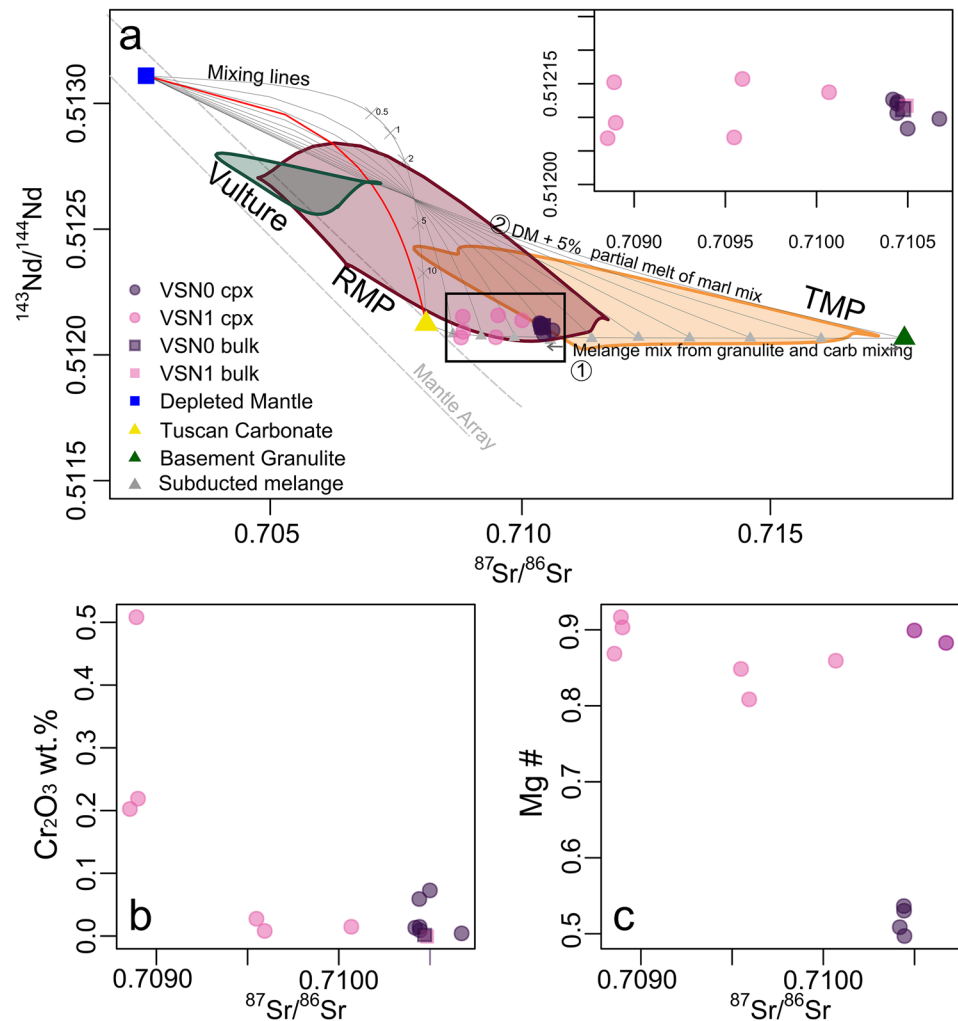 a
Mixing lines
0.5
1
2
5
10
Vulture
RMP
TMP
② DM + 5% partial melt of marl mix
Melange mix from granulite and carb mixing
①
Mantle Array
VSN0 cpx
VSN1 cpx
VSN0 bulk
VSN1 bulk
Depleted Mantle
Tuscan Carbonate
Basement Granulite
Subducted melange
0.5130
0.5125
0.5120
0.5115
¹⁴³Nd/¹⁴⁴Nd
0.705
0.710
0.715
⁸⁷Sr/⁸⁶Sr
0.51215
0.51200
0.7090
0.7095
0.7100
0.7105
0.5
0.4
0.3
0.2
0.1
0.0
Cr₂O₃ wt.%
b
0.7090
0.7100
⁸⁷Sr/⁸⁶Sr
0.9
0.8
0.7
0.6
0.5
Mg #
c
0.7090
0.7100
⁸⁷Sr/⁸⁶Sr